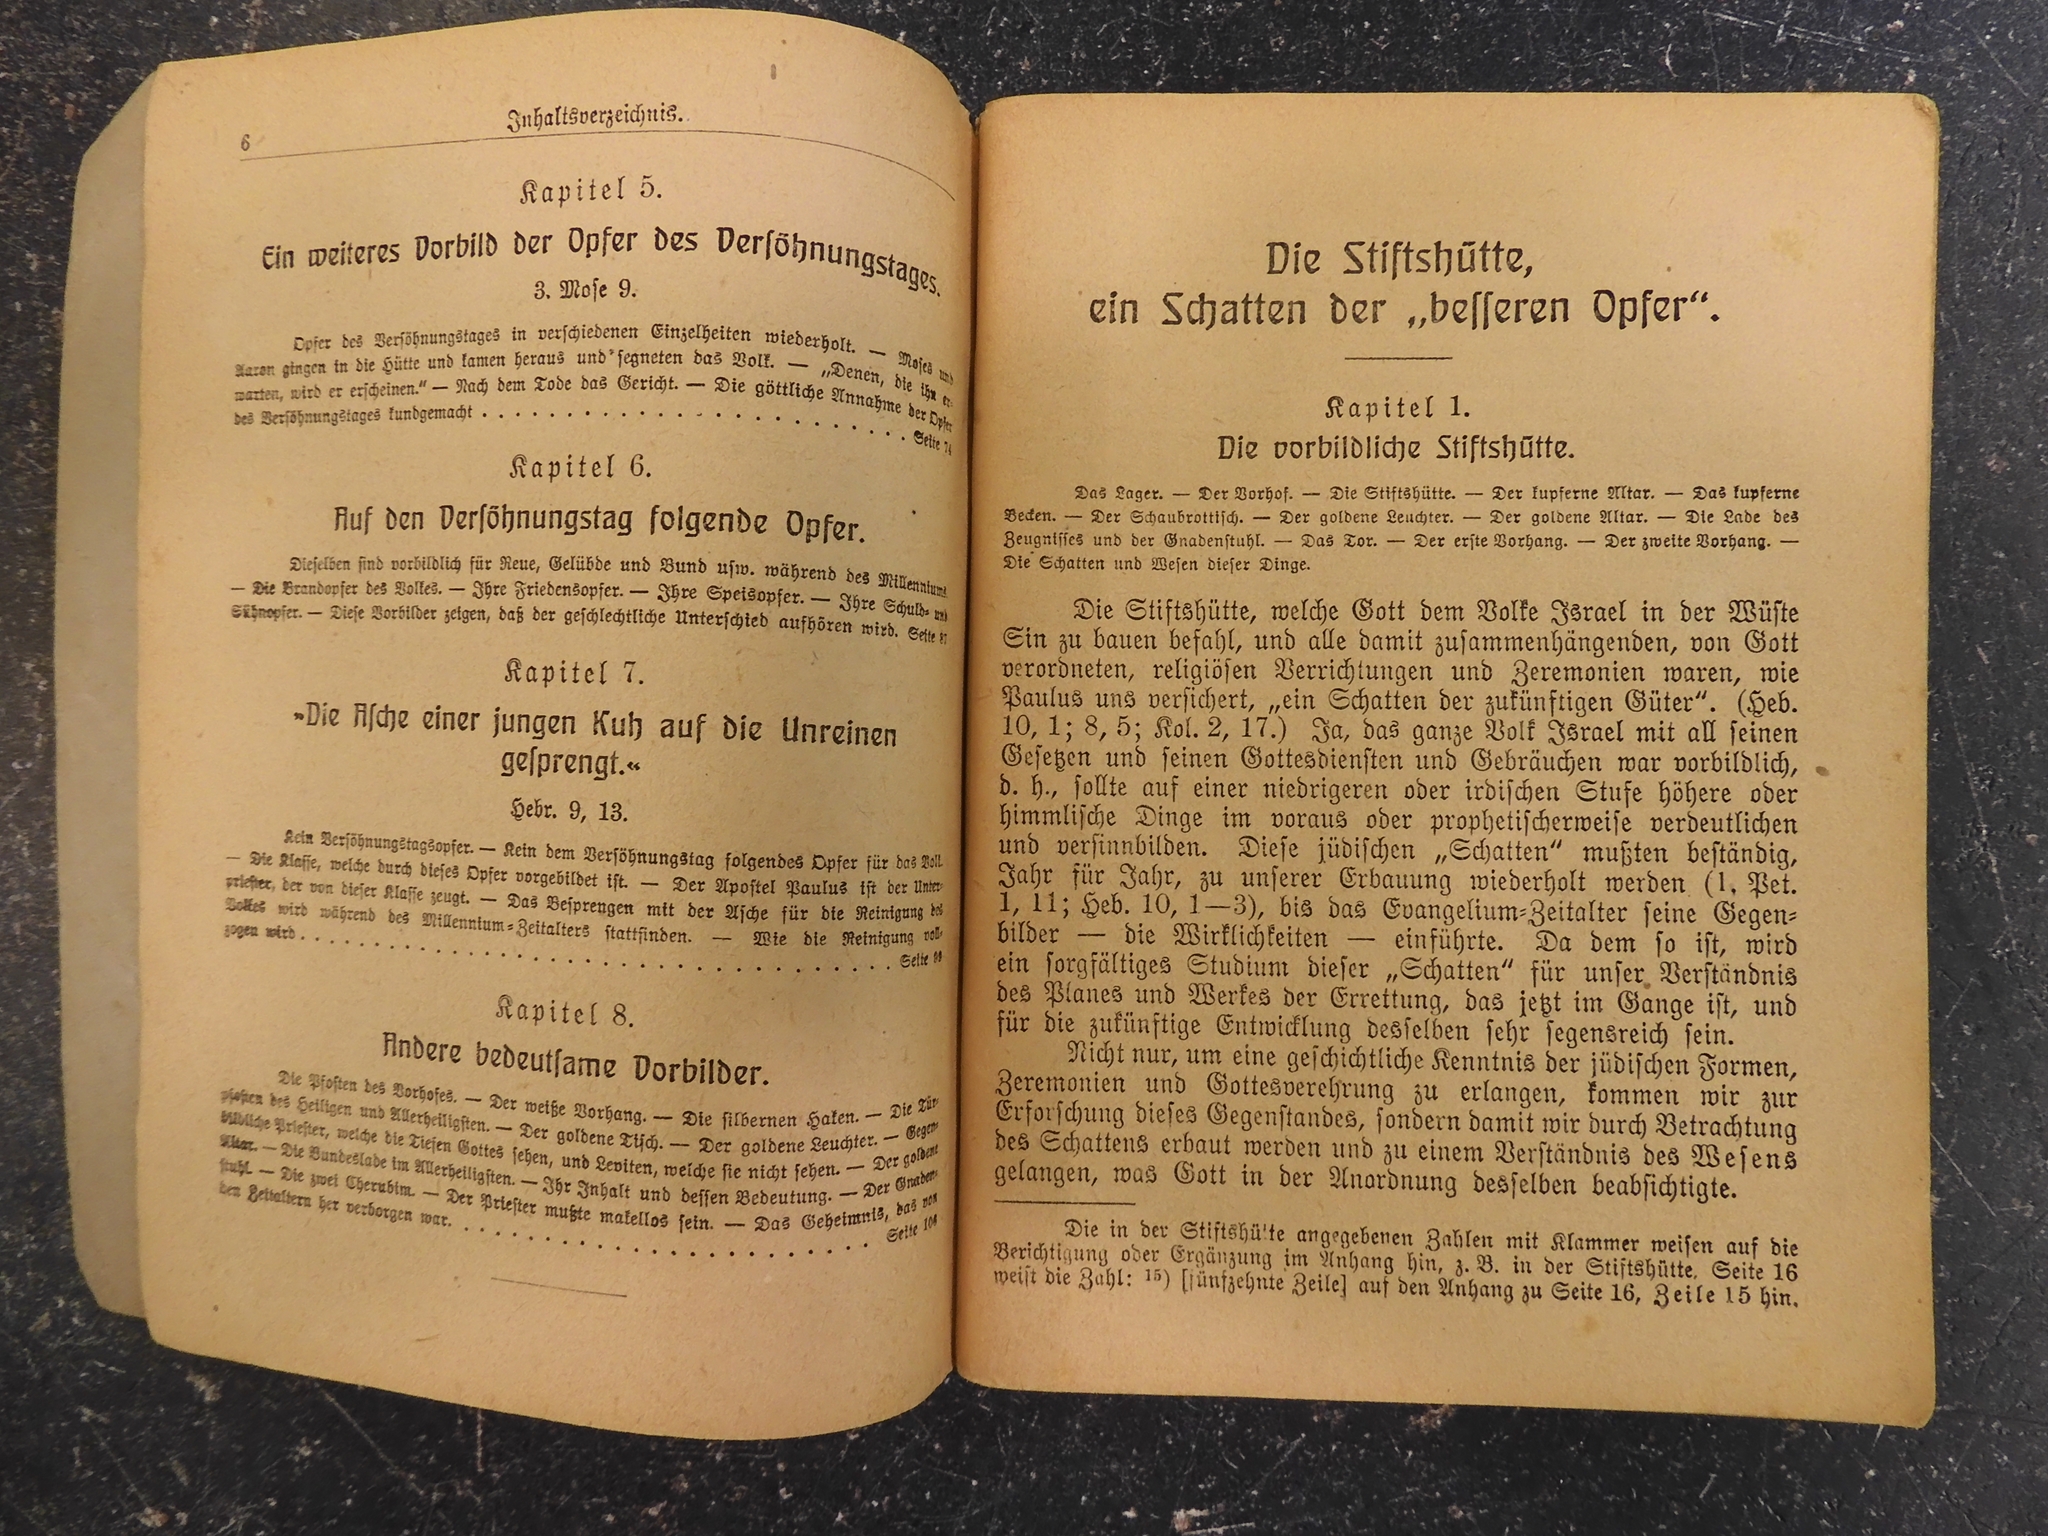 6
Inhaltsverzeichnis.
Kapitel 5.
Ein weiteres Vorbild der Opfer des Versöhnungstages.
3. Mose 9.
Opfer des Versöhnungstages in verschiedenen Einzelheiten wiederholt. — Moses und
Aaron gingen in die Hütte und kamen heraus und segneten das Volk. — „Denen, die ihn er-
warten, wird er erscheinen.“ — Nach dem Tode das Gericht. — Die göttliche Annahme der Opfer
des Versöhnungstages kundgemacht . . . . . . . . . . . . . . . . . . . . Seite 74
Kapitel 6.
Auf den Versöhnungstag folgende Opfer.
Dieselben sind vorbildlich für Reue, Gelübde und Bund usw. während des Millenniums
— Die Brandopfer des Volkes. — Ihre Friedensopfer. — Ihre Speisopfer. — Ihre Schuld- und
Sühnopfer. — Diese Vorbilder zeigen, daß der geschlechtliche Unterschied aufhören wird. Seite
Kapitel 7.
»Die Asche einer jungen Kuh auf die Unreinen
gesprengt.«
Hebr. 9, 13.
Kein Versöhnungstagsopfer. — Kein dem Versöhnungstag folgendes Opfer für das Volk.
— Die Klasse, welche durch dieses Opfer vorgebildet ist. — Der Apostel Paulus ist der Unter-
priester, der von dieser Klasse zeugt. — Das Besprengen mit der Asche für die Reinigung des
Volkes wird während des Millennium-Zeitalters stattfinden. — Wie die Reinigung voll-
zogen wird . . . . . . . . . . . . . . . . . . . . . . . . . . . . . Seite
Kapitel 8.
Andere bedeutsame Vorbilder.
Die Pfosten des Vorhofes. — Der weiße Vorhang. — Die silbernen Haken. — Die Tür-
pfosten des Heiligen und Allerheiligsten. — Der goldene Tisch. — Der goldene Leuchter. — Gegen-
bildliche Priester, welche die Tiefen Gottes sehen, und Leviten, welche sie nicht sehen. — Der goldene
Altar. — Die Bundeslade im Allerheiligsten. — Ihr Inhalt und dessen Bedeutung. — Der Gnaden-
stuhl. — Die zwei Cherubim. — Der Priester mußte makellos sein. — Das Geheimnis, das von
den Zeitaltern her verborgen war. . . . . . . . . . . . . . . . . . . . . Seite 104
Die Stiftshütte,
ein Schatten der „besseren Opfer“.
Kapitel 1.
Die vorbildliche Stiftshütte.
Das Lager. — Der Vorhof. — Die Stiftshütte. — Der kupferne Altar. — Das kupferne
Becken. — Der Schaubrottisch. — Der goldene Leuchter. — Der goldene Altar. — Die Lade des
Zeugnisses und der Gnadenstuhl. — Das Tor. — Der erste Vorhang. — Der zweite Vorhang. —
Die Schatten und Wesen dieser Dinge.
Die Stiftshütte, welche Gott dem Volke Israel in der Wüste
Sin zu bauen befahl, und alle damit zusammenhängenden, von Gott
verordneten, religiösen Verrichtungen und Zeremonien waren, wie
Paulus uns versichert, „ein Schatten der zukünftigen Güter“. (Heb.
10, 1; 8, 5; Kol. 2, 17.) Ja, das ganze Volk Israel mit all seinen
Gesetzen und seinen Gottesdiensten und Gebräuchen war vorbildlich,
d. h., sollte auf einer niedrigeren oder irdischen Stufe höhere oder
himmlische Dinge im voraus oder prophetischerweise verdeutlichen
und versinnbilden. Diese jüdischen „Schatten“ mußten beständig,
Jahr für Jahr, zu unserer Erbauung wiederholt werden (1. Pet.
1, 11; Heb. 10, 1—3), bis das Evangelium-Zeitalter seine Gegen-
bilder — die Wirklichkeiten — einführte. Da dem so ist, wird
ein sorgfältiges Studium dieser „Schatten“ für unser Verständnis
des Planes und Werkes der Errettung, das jetzt im Gange ist, und
für die zukünftige Entwicklung desselben sehr segensreich sein.
Nicht nur, um eine geschichtliche Kenntnis der jüdischen Formen,
Zeremonien und Gottesverehrung zu erlangen, kommen wir zur
Erforschung dieses Gegenstandes, sondern damit wir durch Betrachtung
des Schattens erbaut werden und zu einem Verständnis des Wesens
gelangen, was Gott in der Anordnung desselben beabsichtigte.
Die in der Stiftshütte angegebenen Zahlen mit Klammer weisen auf die
Berichtigung oder Ergänzung im Anhang hin, z. B. in der Stiftshütte. Seite 16
weist die Zahl: 15) [fünfzehnte Zeile] auf den Anhang zu Seite 16, Zeile 15 hin.